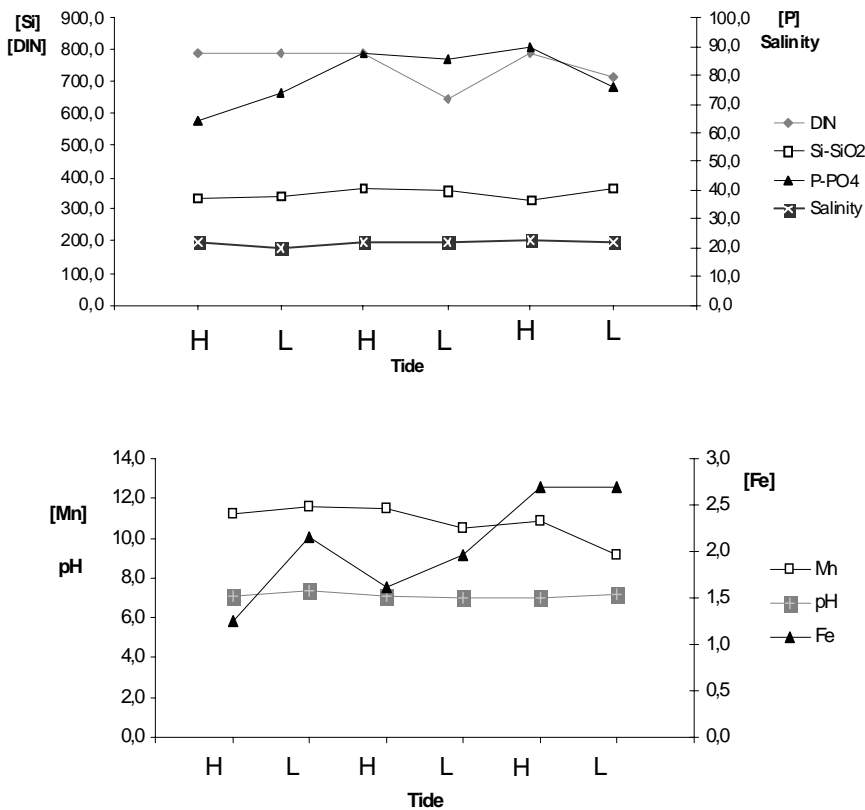 [Si] 900,0 100,0 [P]
[DIN] 800,0 90,0 Salinity
700,0 80,0
600,0 70,0
500,0 60,0
400,0 50,0
300,0 40,0
200,0 30,0
100,0 20,0
0,0 10,0
0,0
DIN
Si-SiO2
P-PO4
Salinity
H L H L H L
Tide
14,0 3,0
12,0 2,5 [Fe]
[Mn] 10,0 2,0
pH 8,0 1,5
6,0 1,0
4,0 0,5
2,0 0,0
0,0
Mn
pH
Fe
H L H L H L
Tide